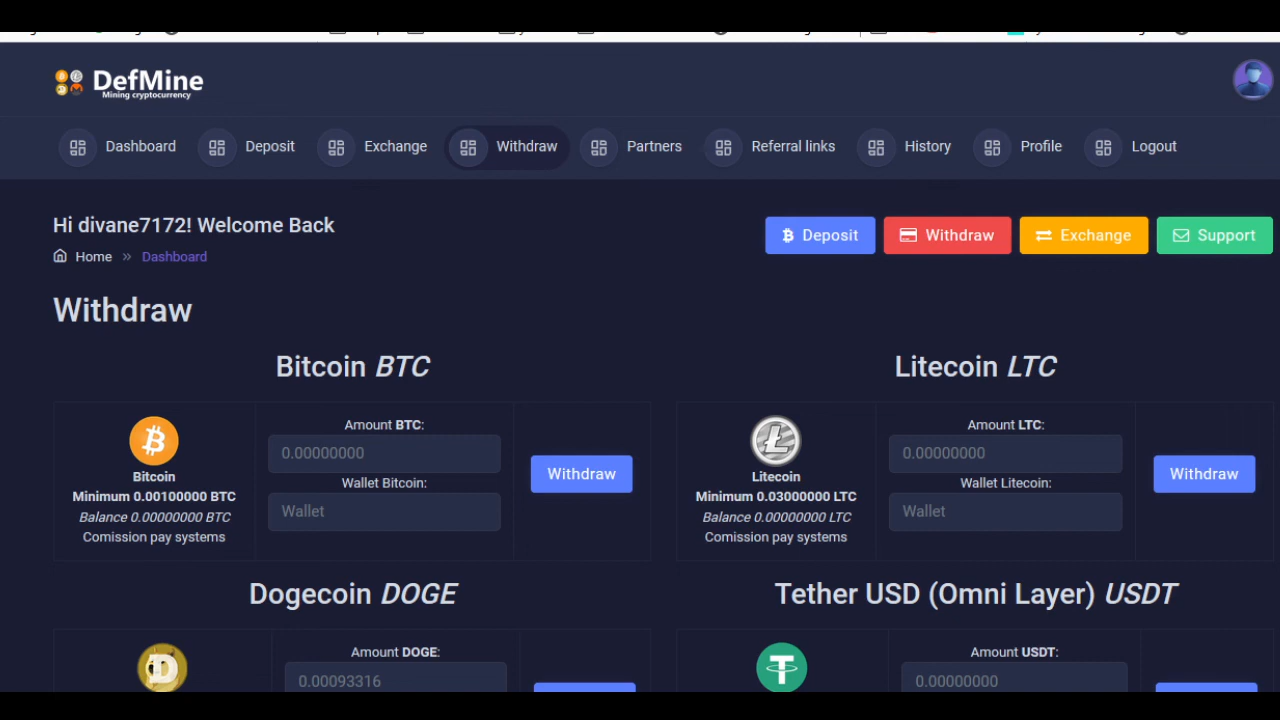 DefMine
Mining cryptocurrency
Dashboard Deposit Exchange Withdraw Partners Referral links History Profile Logout
Hi divane7172! Welcome Back
Deposit Withdraw Exchange Support
Home » Dashboard
Withdraw
Bitcoin BTC
Bitcoin
Minimum 0.00100000 BTC
Balance 0.00000000 BTC
Comission pay systems
Amount BTC:
0.00000000
Wallet Bitcoin:
Wallet
Withdraw
Litecoin LTC
Litecoin
Minimum 0.03000000 LTC
Balance 0.00000000 LTC
Comission pay systems
Amount LTC:
0.00000000
Wallet Litecoin:
Wallet
Withdraw
Dogecoin DOGE
Amount DOGE:
0.00093316
Tether USD (Omni Layer) USDT
Amount USDT:
0.00000000